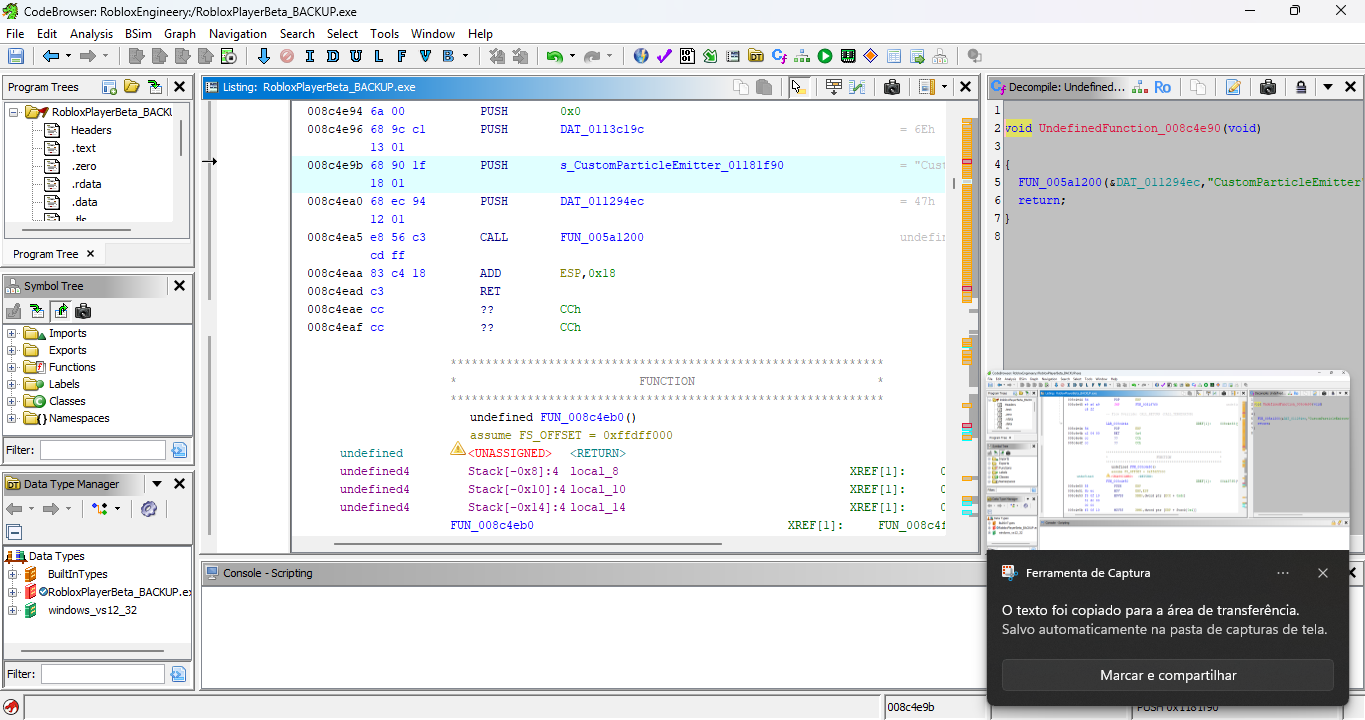 CodeBrowser: RobloxEngineery:/RobloxPlayerBeta_BACKUP.exe
File Edit Analysis BSim Graph Navigation Search Select Tools Window Help
I D U L F V B
Program Trees
RobloxPlayerBeta_BACKU
Headers
.text
.zero
.rdata
.data
.tls
Program Tree
Symbol Tree
Imports
Exports
Functions
Labels
Classes
Namespaces
Filter:
Data Type Manager
Data Types
BuiltInTypes
RobloxPlayerBeta_BACKUP.ex
windows_vs12_32
Filter:
Listing: RobloxPlayerBeta_BACKUP.exe
008c4e94 6a 00 PUSH 0x0
008c4e96 68 9c c1 PUSH DAT_0113c19c = 6Eh
13 01
008c4e9b 68 90 1f PUSH s_CustomParticleEmitter_01181f90 = "Cust
18 01
008c4ea0 68 ec 94 PUSH DAT_011294ec = 47h
12 01
008c4ea5 e8 56 c3 CALL FUN_005a1200 undefin
cd ff
008c4eaa 83 c4 18 ADD ESP,0x18
008c4ead c3 RET
008c4eae cc ?? CCh
008c4eaf cc ?? CCh
**************************************************************
* FUNCTION *
**************************************************************
undefined FUN_008c4eb0()
assume FS_OFFSET = 0xffdff000
undefined <UNASSIGNED> <RETURN>
undefined4 Stack[-0x8]:4 local_8 XREF[1]: 0
undefined4 Stack[-0x10]:4 local_10 XREF[1]: 0
undefined4 Stack[-0x14]:4 local_14 XREF[1]: 0
FUN_008c4eb0 XREF[1]: FUN_008c4f
Console - Scripting
Decompile: Undefined...
Ro
1
2 void UndefinedFunction_008c4e90(void)
3
4 {
5 FUN_005a1200(&DAT_011294ec,"CustomParticleEmitter
6 return;
7 }
8
Ferramenta de Captura
O texto foi copiado para a área de transferência.
Salvo automaticamente na pasta de capturas de tela.
Marcar e compartilhar
008c4e9b
PUSH 0x1181f90